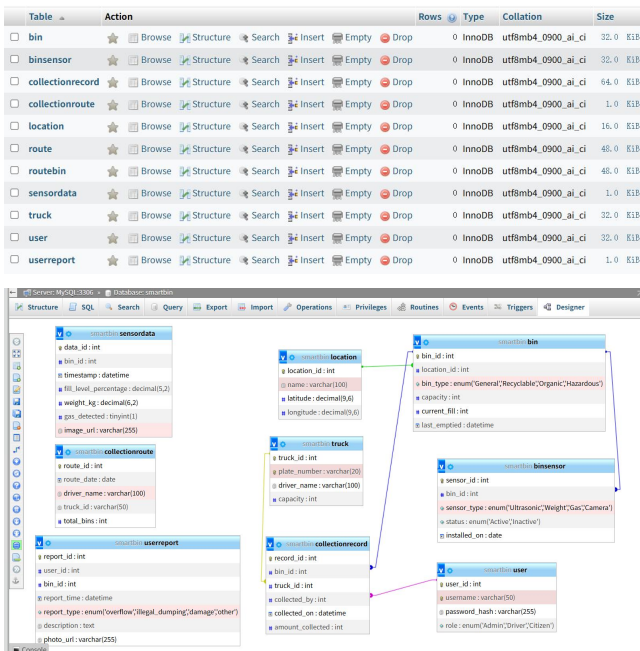 Table Action Rows Type Collation Size
bin Browse Structure Search Insert Empty Drop 0 InnoDB utf8mb4_0900_ai_ci 32.0 KiB
binsensor Browse Structure Search Insert Empty Drop 0 InnoDB utf8mb4_0900_ai_ci 32.0 KiB
collectionrecord Browse Structure Search Insert Empty Drop 0 InnoDB utf8mb4_0900_ai_ci 64.0 KiB
collectionroute Browse Structure Search Insert Empty Drop 0 InnoDB utf8mb4_0900_ai_ci 1.0 KiB
location Browse Structure Search Insert Empty Drop 0 InnoDB utf8mb4_0900_ai_ci 16.0 KiB
route Browse Structure Search Insert Empty Drop 0 InnoDB utf8mb4_0900_ai_ci 48.0 KiB
routebin Browse Structure Search Insert Empty Drop 0 InnoDB utf8mb4_0900_ai_ci 48.0 KiB
sensordata Browse Structure Search Insert Empty Drop 0 InnoDB utf8mb4_0900_ai_ci 1.0 KiB
truck Browse Structure Search Insert Empty Drop 0 InnoDB utf8mb4_0900_ai_ci 32.0 KiB
user Browse Structure Search Insert Empty Drop 0 InnoDB utf8mb4_0900_ai_ci 32.0 KiB
userreport Browse Structure Search Insert Empty Drop 0 InnoDB utf8mb4_0900_ai_ci 1.0 KiB
Server: MySQL:3306 » Database: smartbin
Structure SQL Search Query Export Import Operations Privileges Routines Events Triggers Designer
v smartbin sensordata
data_id : int
bin_id : int
timestamp : datetime
fill_level_percentage : decimal(5,2)
weight_kg : decimal(6,2)
gas_detected : tinyint(1)
image_url : varchar(255)
v smartbin collectionroute
route_id : int
route_date : date
driver_name : varchar(100)
truck_id : varchar(50)
total_bins : int
v smartbin userreport
report_id : int
user_id : int
bin_id : int
report_time : datetime
report_type : enum('overflow','illegal_dumping','damage','other')
description : text
photo_url : varchar(255)
v smartbin location
location_id : int
name : varchar(100)
latitude : decimal(9,6)
longitude : decimal(9,6)
v smartbin truck
truck_id : int
plate_number : varchar(20)
driver_name : varchar(100)
capacity : int
v smartbin collectionrecord
record_id : int
bin_id : int
truck_id : int
collected_by : int
collected_on : datetime
amount_collected : int
v smartbin bin
bin_id : int
location_id : int
bin_type : enum('General','Recyclable','Organic','Hazardous')
capacity : int
current_fill : int
last_emptied : datetime
v smartbin binsensor
sensor_id : int
bin_id : int
sensor_type : enum('Ultrasonic','Weight','Gas','Camera')
status : enum('Active','Inactive')
installed_on : date
v smartbin user
user_id : int
username : varchar(50)
password_hash : varchar(255)
role : enum('Admin','Driver','Citizen')
Console